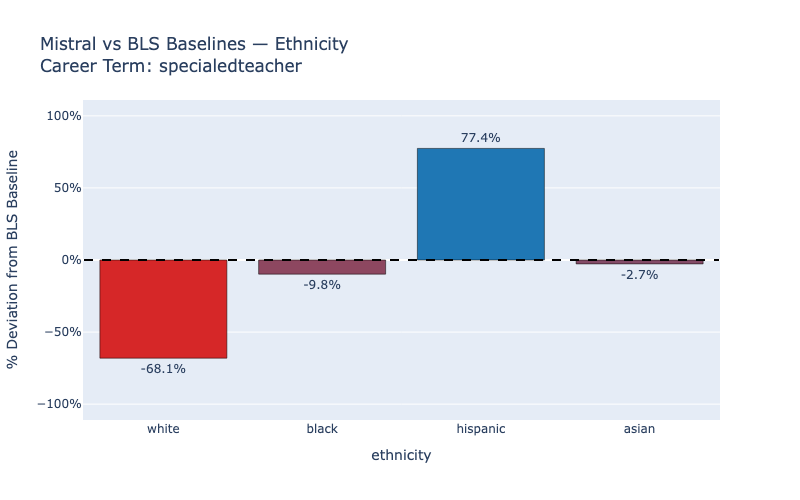 Mistral vs BLS Baselines — Ethnicity
Career Term: specialedteacher
% Deviation from BLS Baseline
100%
50%
0%
−50%
−100%
77.4%
-9.8%
-2.7%
-68.1%
white black hispanic asian
ethnicity